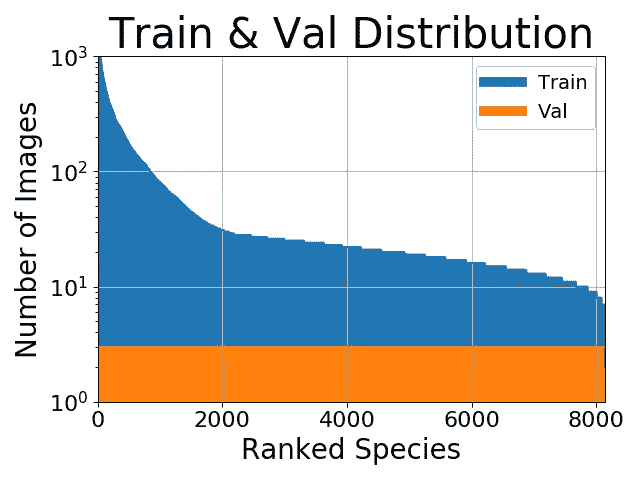 Train & Val Distribution
10³
10²
10¹
10⁰
Number of Images
Train
Val
0 2000 4000 6000 8000
Ranked Species